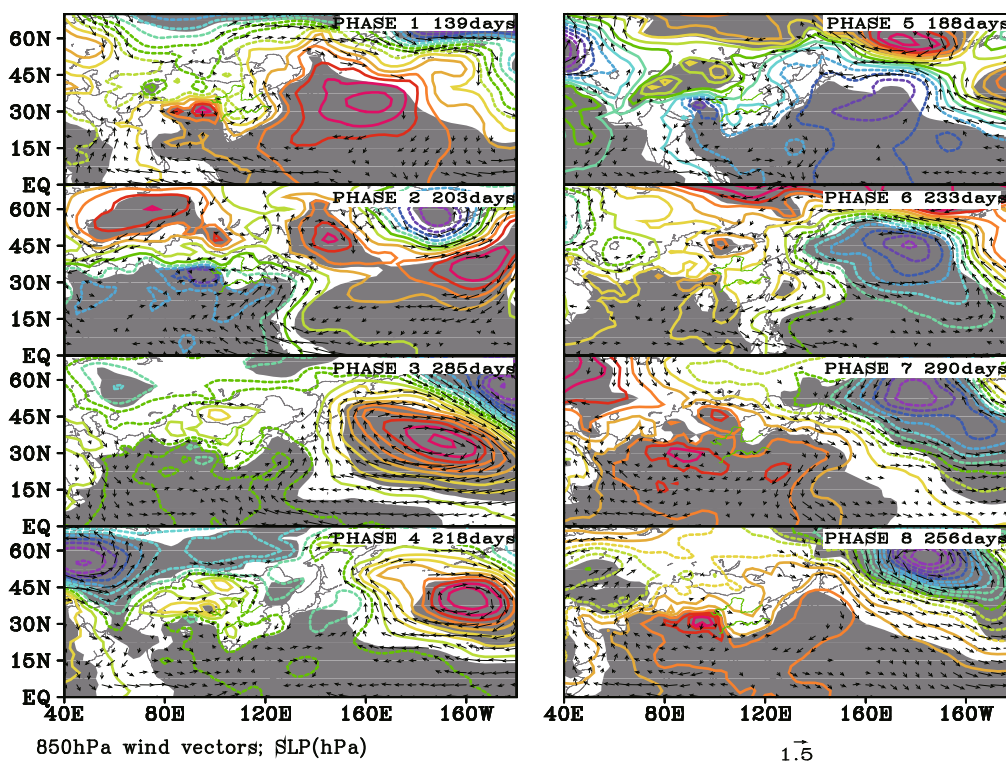 PHASE 1 139days
60N
45N
30N
15N
EQ
PHASE 2 203days
60N
45N
30N
15N
EQ
PHASE 3 285days
60N
45N
30N
15N
EQ
PHASE 4 218days
60N
45N
30N
15N
EQ
40E 80E 120E 160E 160W
PHASE 5 188days
PHASE 6 233days
PHASE 7 290days
PHASE 8 256days
40E 80E 120E 160E 160W
850hPa wind vectors; SLP(hPa)
1.5